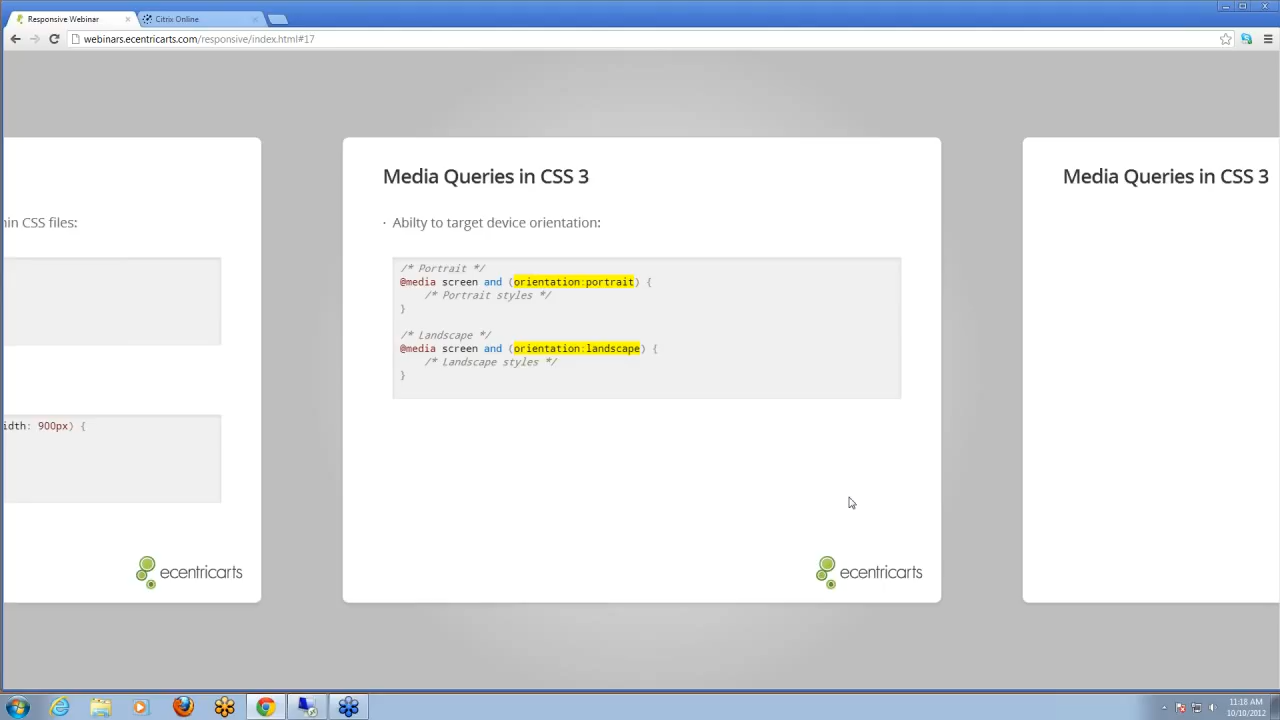 Responsive Webinar
Citrix Online
webinars.ecentricarts.com/responsive/index.html#17
Media Queries in CSS 3
Media Queries in CSS 3
CSS files:
· Abilty to target device orientation:
/* Portrait */
@media screen and (orientation:portrait) {
/* Portrait styles */
}
/* Landscape */
@media screen and (orientation:landscape) {
/* Landscape styles */
}
900px) {
ecentricarts
ecentricarts
11:18 AM
10/10/2012